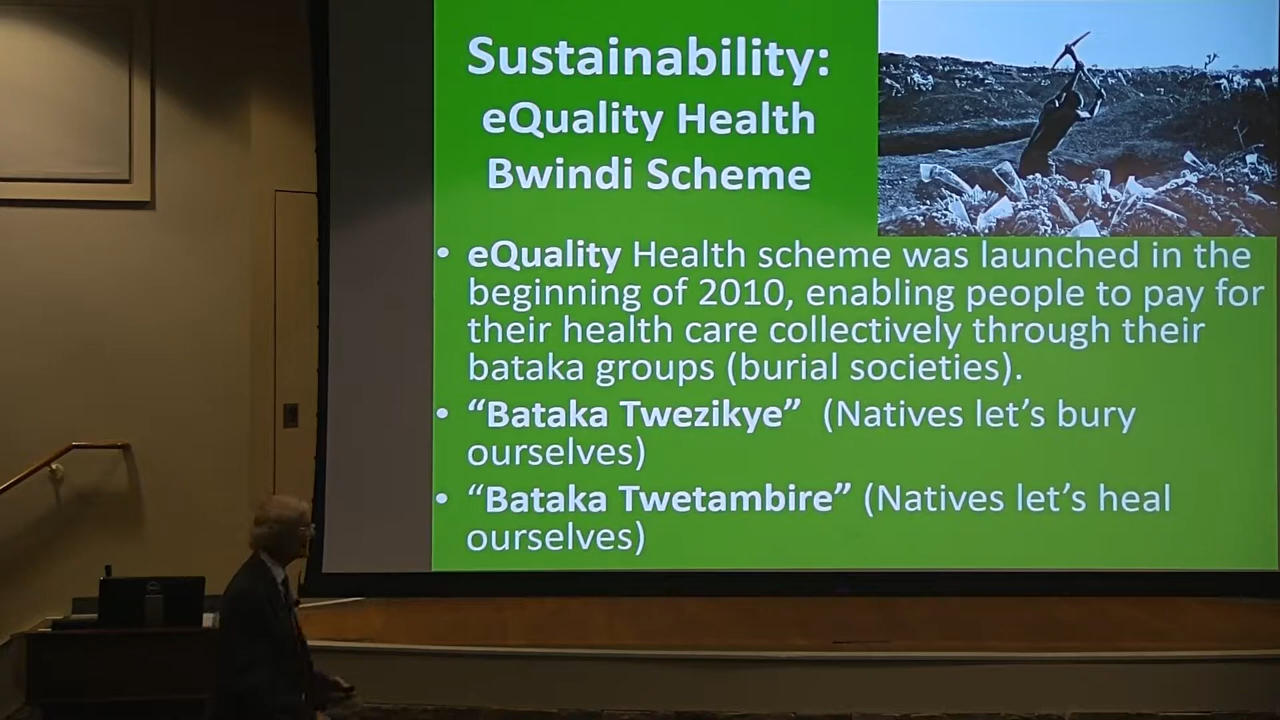 Sustainability:
eQuality Health
Bwindi Scheme
• eQuality Health scheme was launched in the
beginning of 2010, enabling people to pay for
their health care collectively through their
bataka groups (burial societies).
• “Bataka Twezikye” (Natives let’s bury
ourselves)
• “Bataka Twetambire” (Natives let’s heal
ourselves)